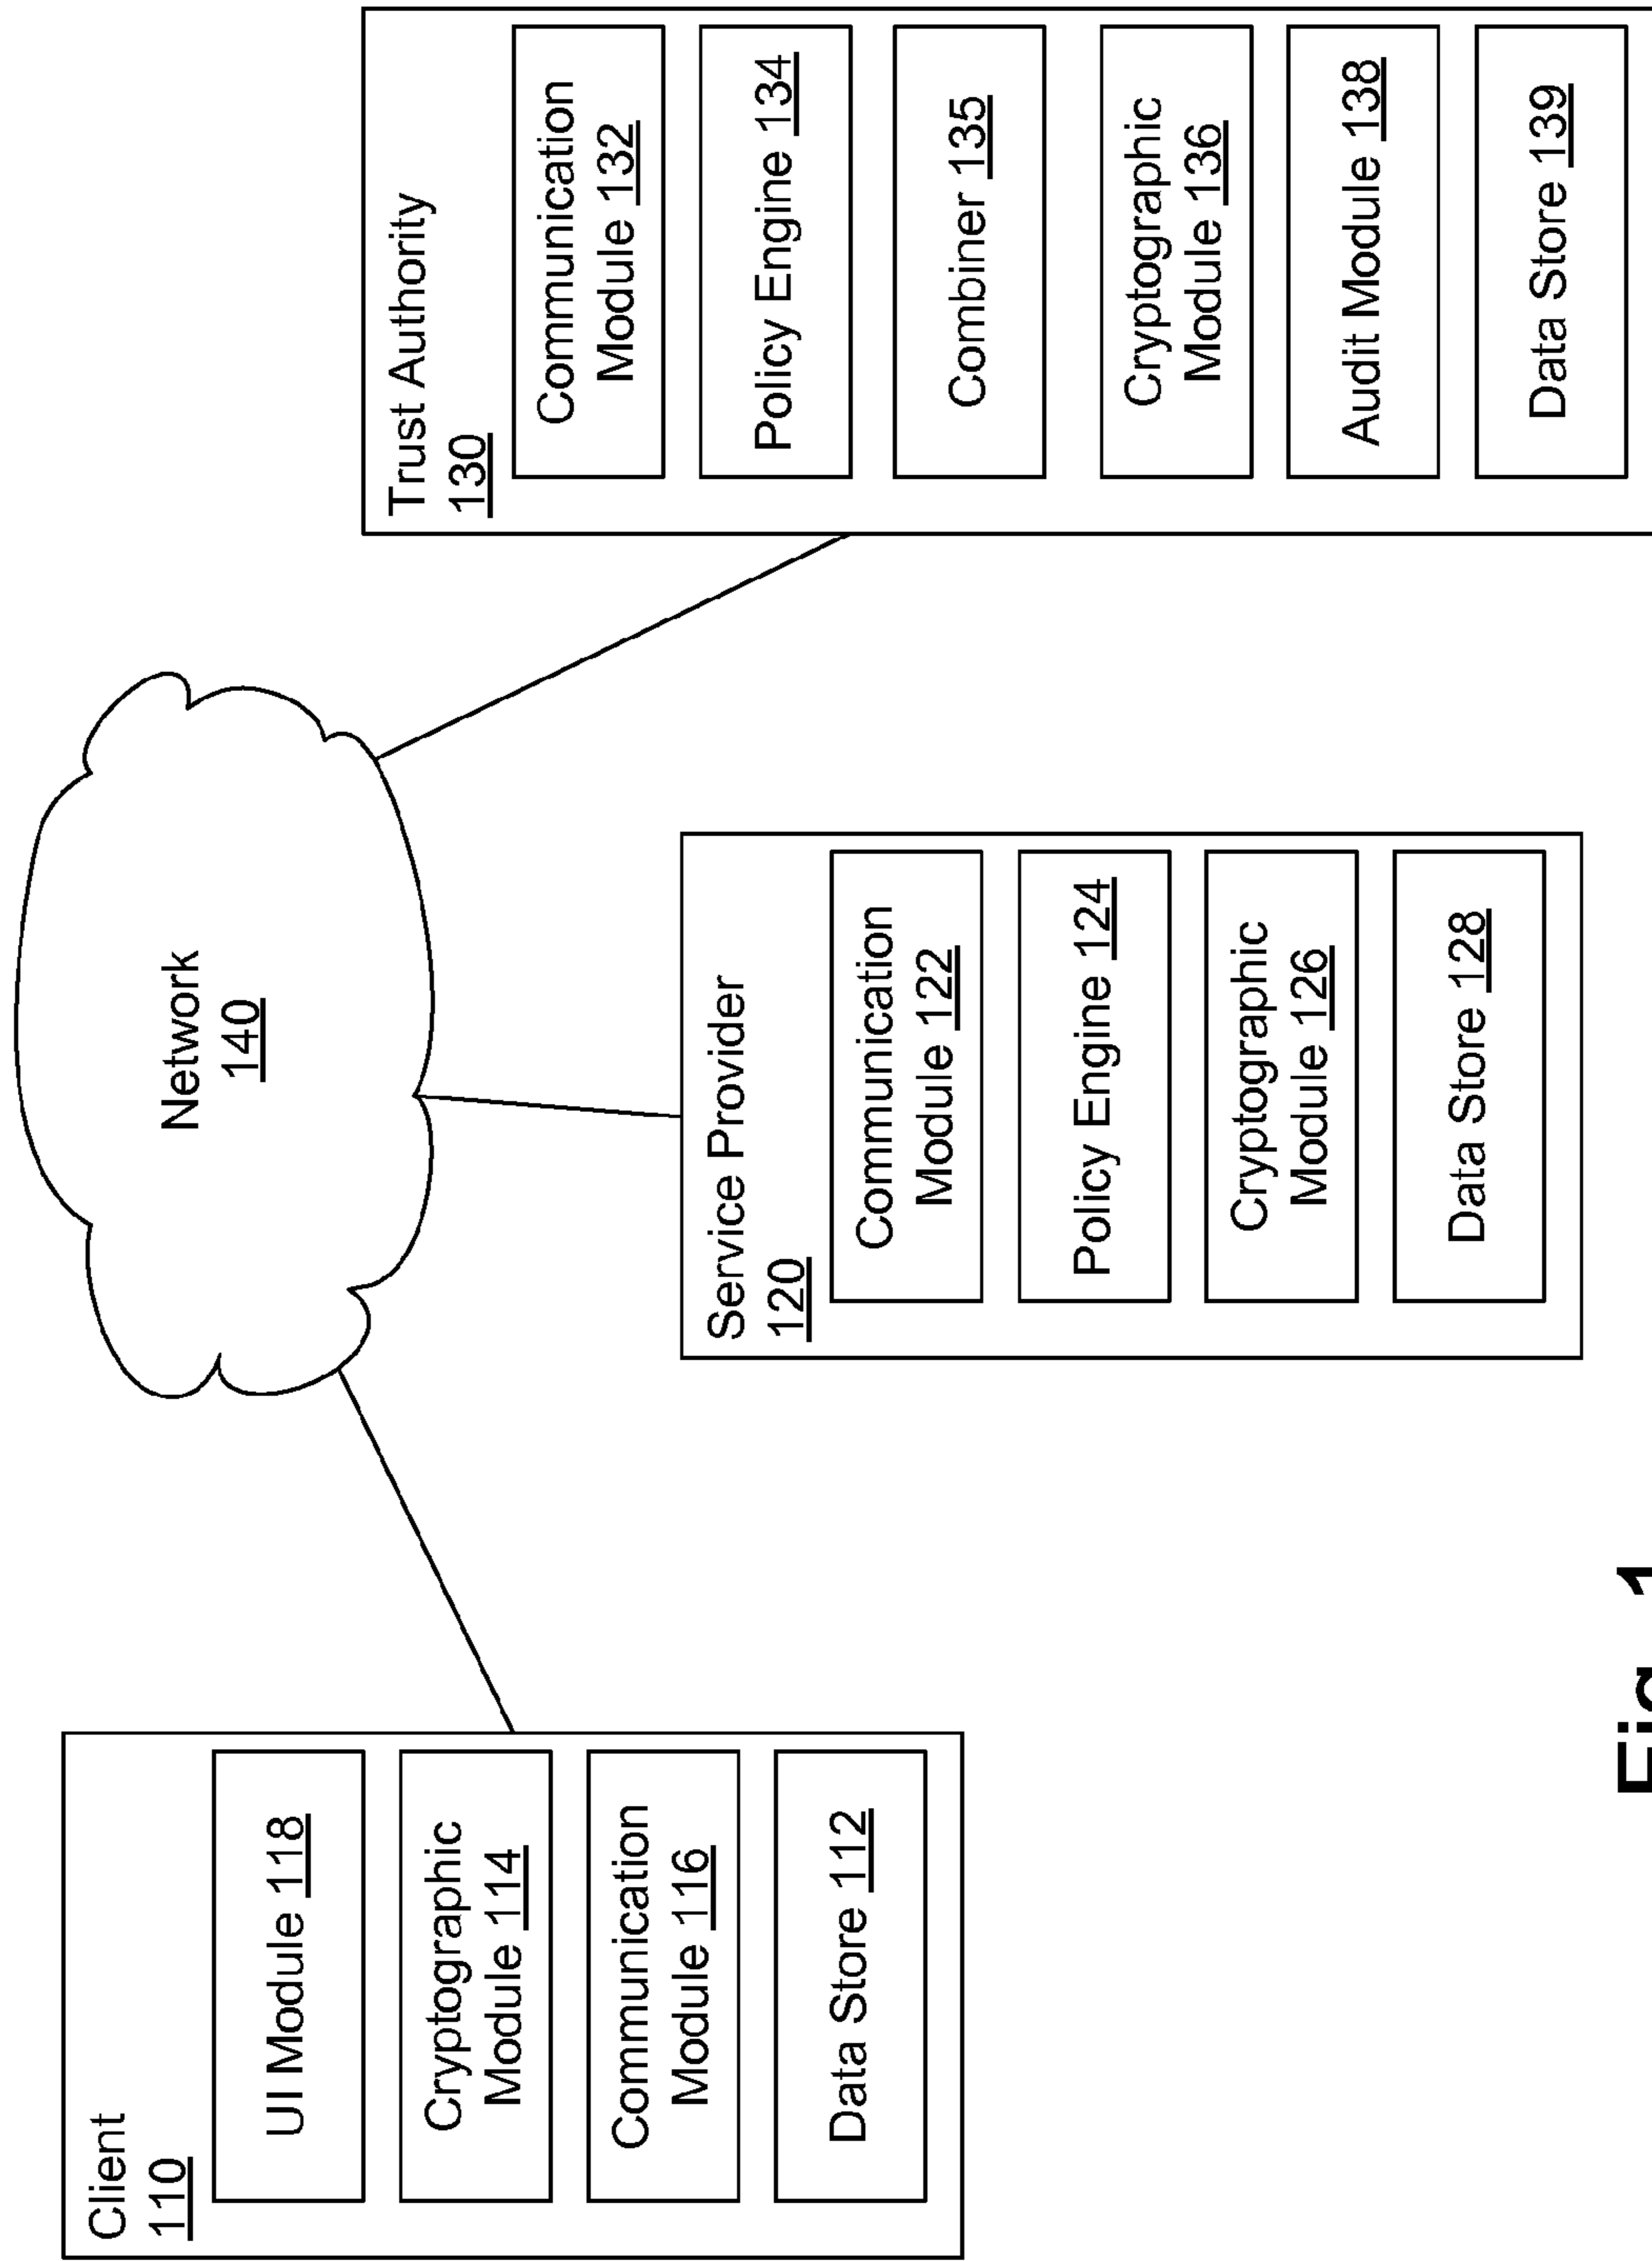 Network
140
Client
110
UI Module 118
Cryptographic
Module 114
Communication
Module 116
Data Store 112
Service Provider
120
Communication
Module 122
Policy Engine 124
Cryptographic
Module 126
Data Store 128
Trust Authority
130
Communication
Module 132
Policy Engine 134
Combiner 135
Cryptographic
Module 136
Audit Module 138
Data Store 139